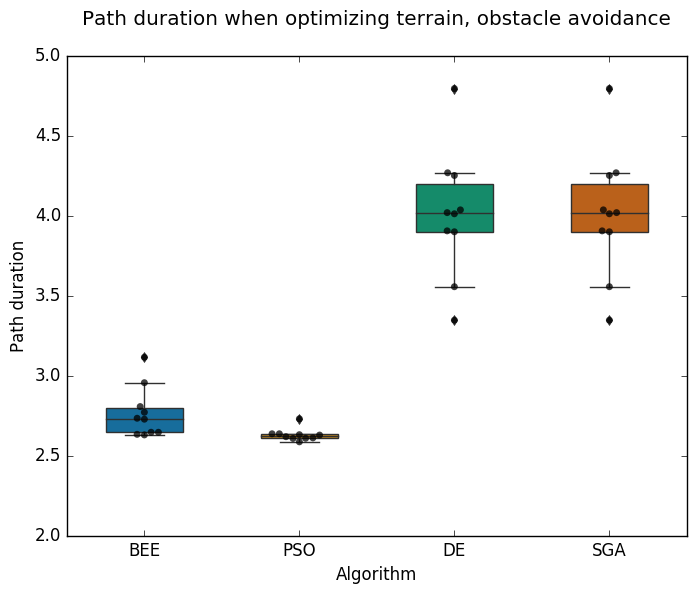 Path duration when optimizing terrain, obstacle avoidance
5.0
4.5
4.0
3.5
3.0
2.5
2.0
Path duration
BEE PSO DE SGA
Algorithm